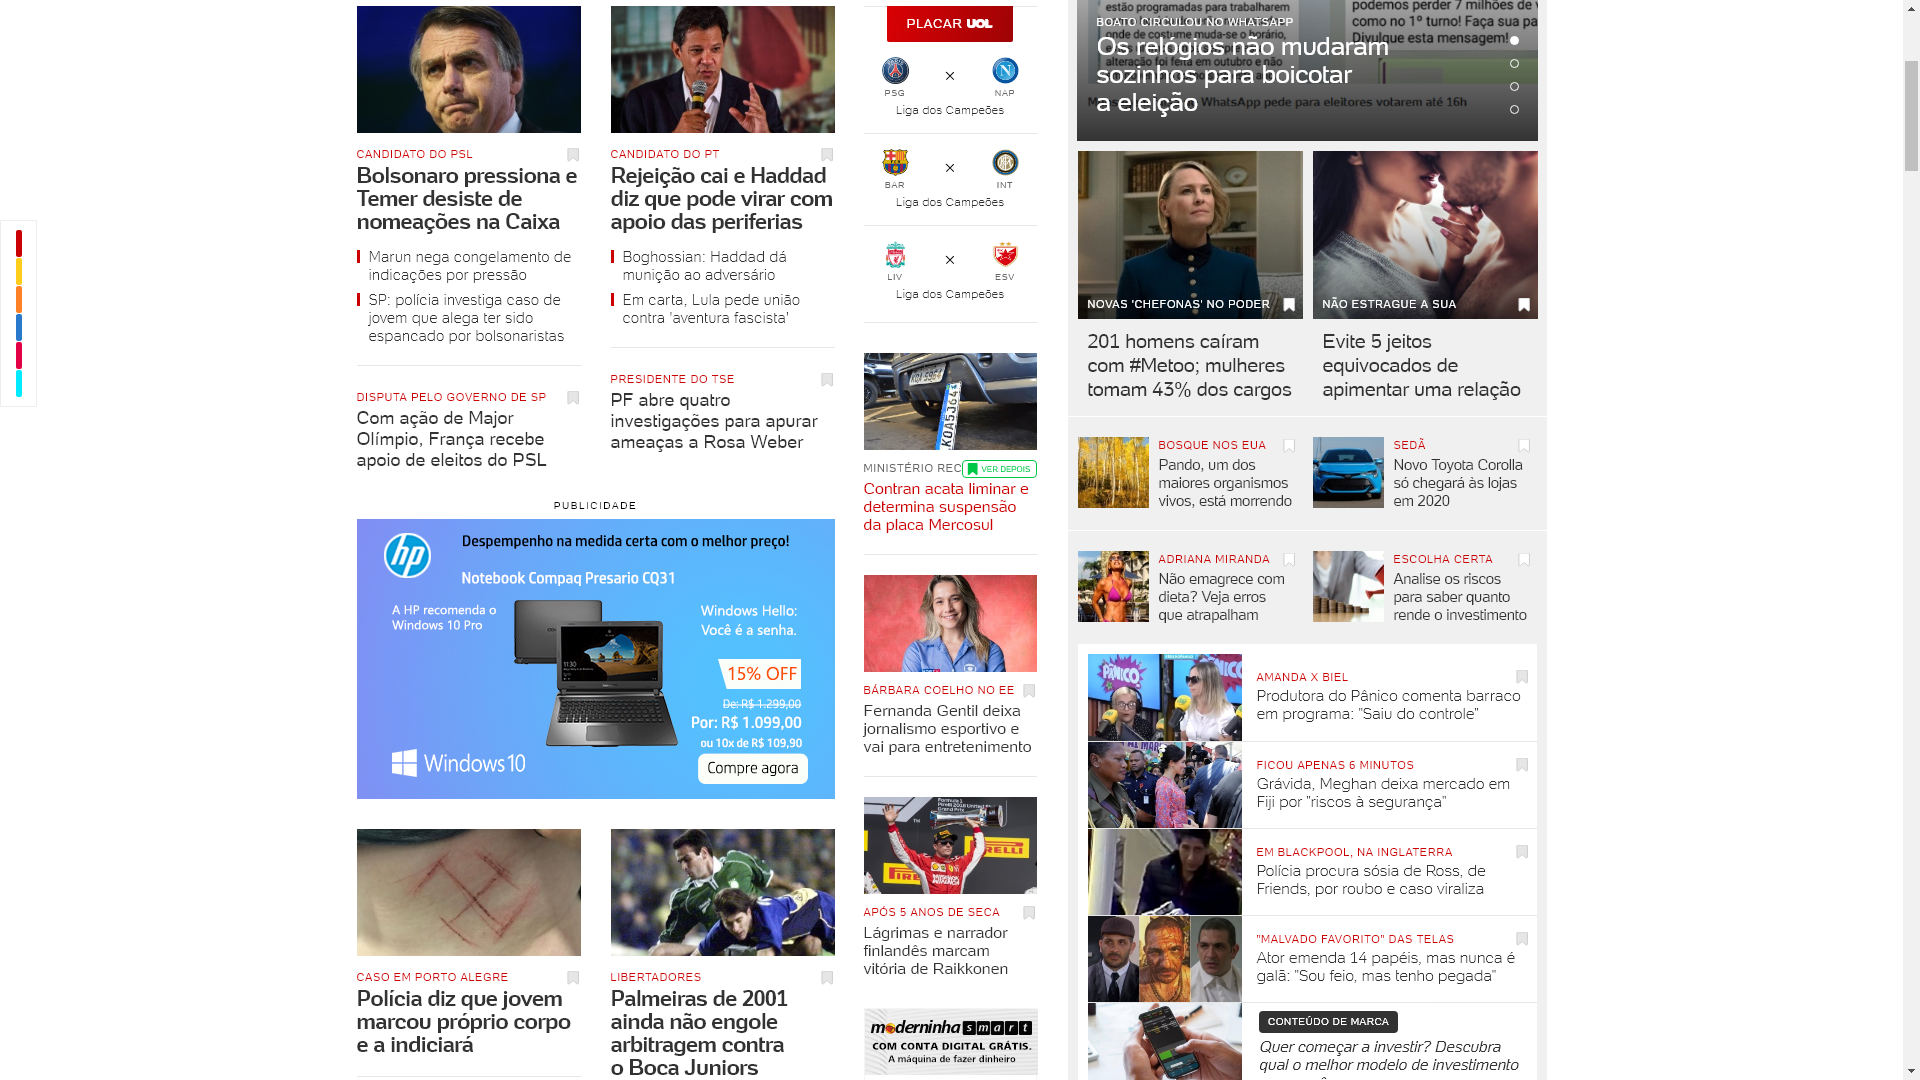 CANDIDATO DO PSL
Bolsonaro pressiona e
Temer desiste de
nomeações na Caixa
Marun nega congelamento de
indicações por pressão
SP: polícia investiga caso de
jovem que alega ter sido
espancado por bolsonaristas
DISPUTA PELO GOVERNO DE SP
Com ação de Major
Olímpio, França recebe
apoio de eleitos do PSL
CANDIDATO DO PT
Rejeição cai e Haddad
diz que pode virar com
apoio das periferias
Boghossian: Haddad dá
munição ao adversário
Em carta, Lula pede união
contra 'aventura fascista'
PRESIDENTE DO TSE
PF abre quatro
investigações para apurar
ameaças a Rosa Weber
PUBLICIDADE
hp
Despempenho na medida certa com o melhor preço!
Notebook Compaq Presario CQ31
A HP recomenda o
Windows 10 Pro
Windows Hello:
Você é a senha.
11:30
15% OFF
De: R$ 1.299,00
Por: R$ 1.099,00
ou 10x de R$ 109,90
Compre agora
Windows10
CASO EM PORTO ALEGRE
Polícia diz que jovem
marcou próprio corpo
e a indiciará
LIBERTADORES
Palmeiras de 2001
ainda não engole
arbitragem contra
o Boca Juniors
PLACAR UOL
PSG × NAP
Liga dos Campeões
BAR × INT
Liga dos Campeões
LIV × ESV
Liga dos Campeões
KOA5J64
MINISTÉRIO REC
VER DEPOIS
Contran acata liminar e
determina suspensão
da placa Mercosul
BÁRBARA COELHO NO EE
Fernanda Gentil deixa
jornalismo esportivo e
vai para entretenimento
PIRELLI
APÓS 5 ANOS DE SECA
Lágrimas e narrador
finlandês marcam
vitória de Raikkonen
moderninha smart
COM CONTA DIGITAL GRÁTIS.
A máquina de fazer dinheiro
estão programadas para trabalharem
onde de costume muda-se o horário,
alteração foi feita em outubro e não
podemos perder 7 milhões de
como no 1º turno! Faça sua pa
Divulque esta mensagem!
BOATO CIRCULOU NO WHATSAPP
Os relógios não mudaram
sozinhos para boicotar
a eleição
WhatsApp pede para eleitores votarem até 16h
NOVAS 'CHEFONAS' NO PODER
201 homens caíram
com #Metoo; mulheres
tomam 43% dos cargos
NÃO ESTRAGUE A SUA
Evite 5 jeitos
equivocados de
apimentar uma relação
BOSQUE NOS EUA
Pando, um dos
maiores organismos
vivos, está morrendo
SEDÃ
Novo Toyota Corolla
só chegará às lojas
em 2020
ADRIANA MIRANDA
Não emagrece com
dieta? Veja erros
que atrapalham
ESCOLHA CERTA
Analise os riscos
para saber quanto
rende o investimento
PÂNICO
AMANDA X BIEL
Produtora do Pânico comenta barraco
em programa: "Saiu do controle"
FICOU APENAS 6 MINUTOS
Grávida, Meghan deixa mercado em
Fiji por "riscos à segurança"
EM BLACKPOOL, NA INGLATERRA
Polícia procura sósia de Ross, de
Friends, por roubo e caso viraliza
"MALVADO FAVORITO" DAS TELAS
Ator emenda 14 papéis, mas nunca é
galã: "Sou feio, mas tenho pegada"
CONTEÚDO DE MARCA
Quer começar a investir? Descubra
qual o melhor modelo de investimento